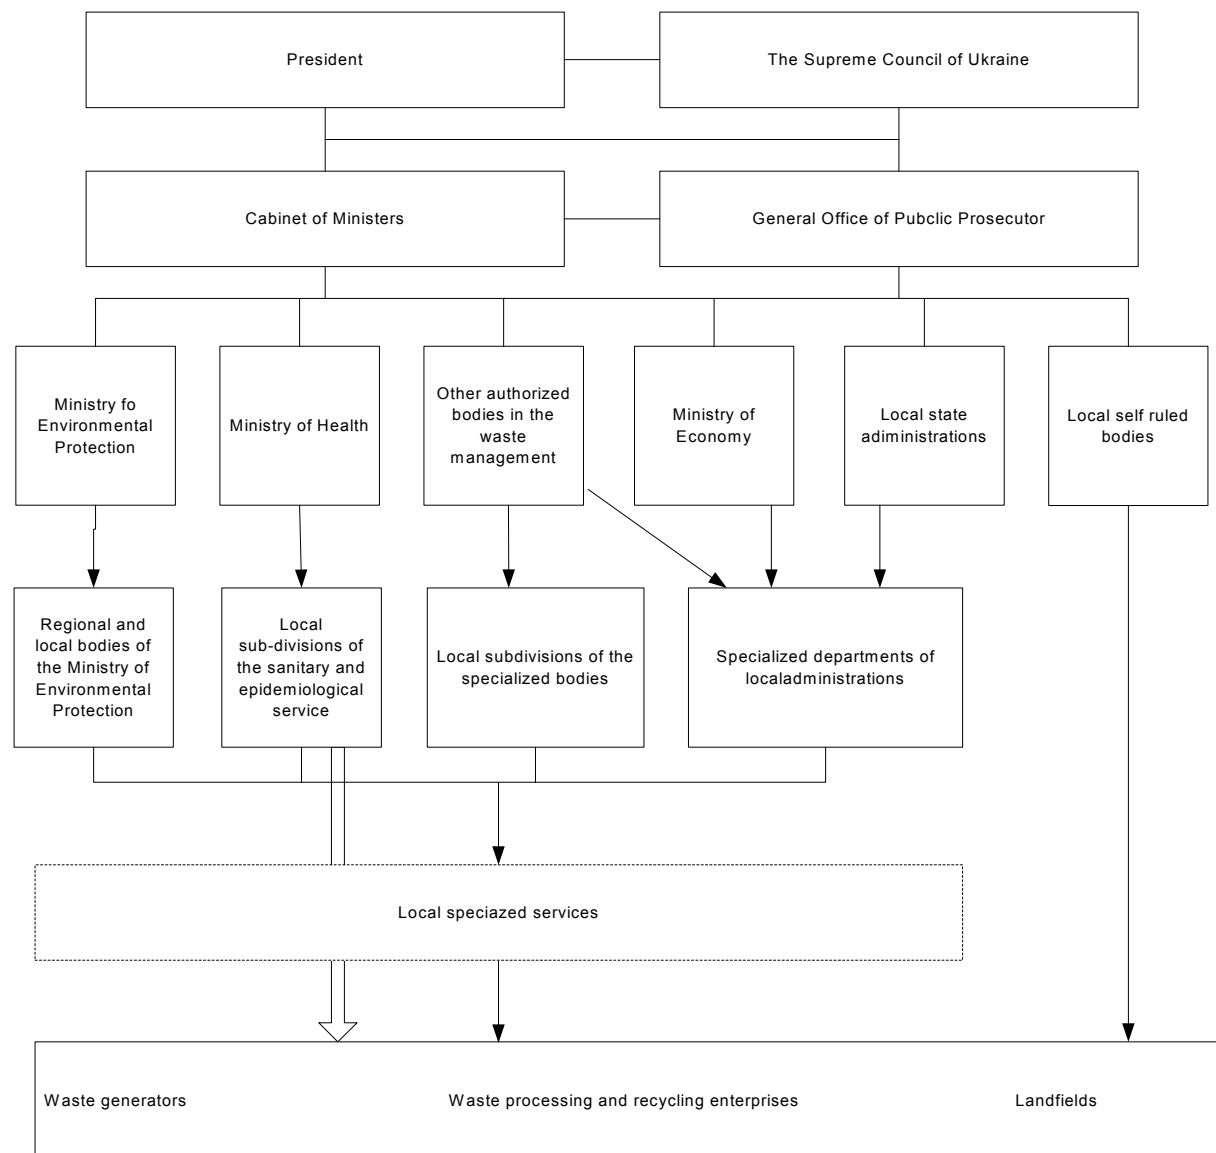 President
The Supreme Council of Ukraine
Cabinet of Ministers
General Office of Pubclic Prosecutor
Ministry fo
Environmental
Protection
Ministry of Health
Other authorized
bodies in the
waste
management
Ministry of
Economy
Local state
adiministrations
Local self ruled
bodies
Regional and
local bodies of
the Ministry of
Environmental
Protection
Local
sub-divisions of
the sanitary and
epidemiological
service
Local subdivisions of the
specialized bodies
Specialized departments of
localadministrations
Local speciazed services
Waste generators
Waste processing and recycling enterprises
Landfields